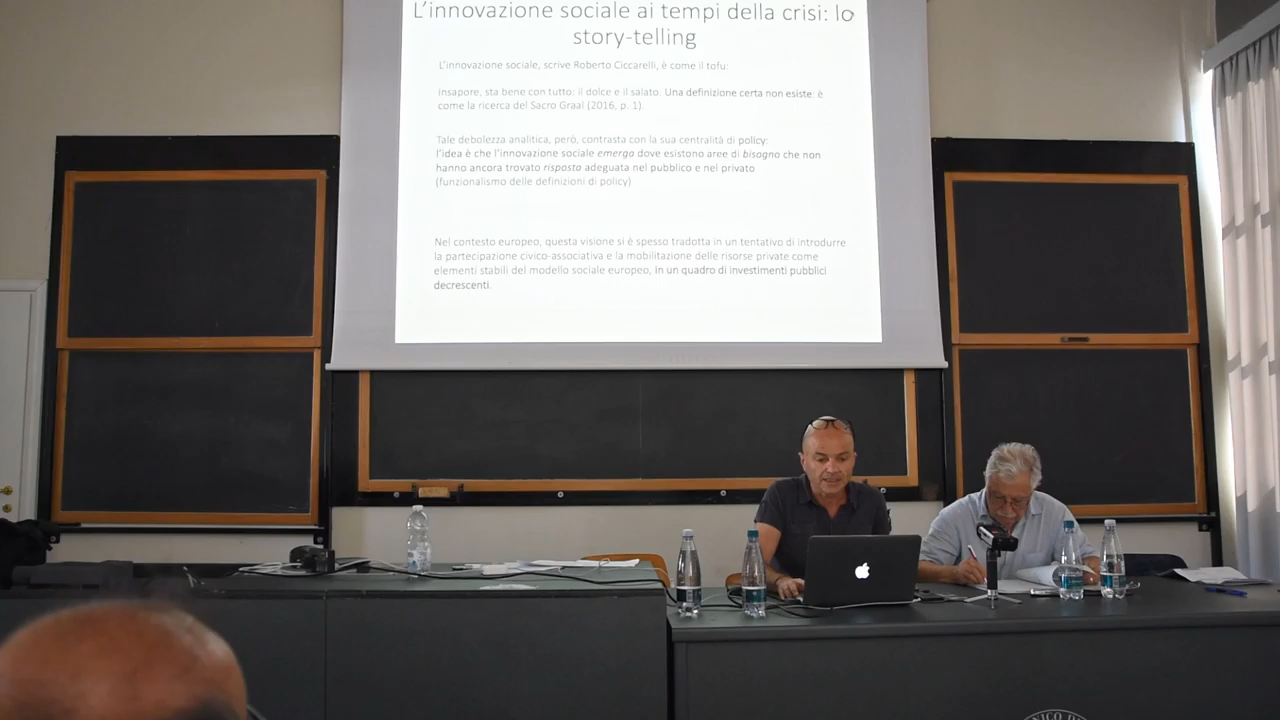 L'innovazione sociale ai tempi della crisi: lo
story-telling
L'innovazione sociale, scrive Roberto Ciccarelli, è come il tofu:
Insapore, sta bene con tutto: il dolce e il salato. Una definizione certa non esiste: è
come la ricerca del Sacro Graal (2016, p. 1).
Tale debolezza analitica, però, contrasta con la sua centralità di policy:
l'idea è che l'innovazione sociale emerga dove esistono aree di bisogno che non
hanno ancora trovato risposta adeguata nel pubblico e nel privato
(funzionalismo delle definizioni di policy)
Nel contesto europeo, questa visione si è spesso tradotta in un tentativo di introdurre
la partecipazione civico-associativa e la mobilitazione delle risorse private come
elementi stabili del modello sociale europeo, in un quadro di investimenti pubblici
decrescenti.